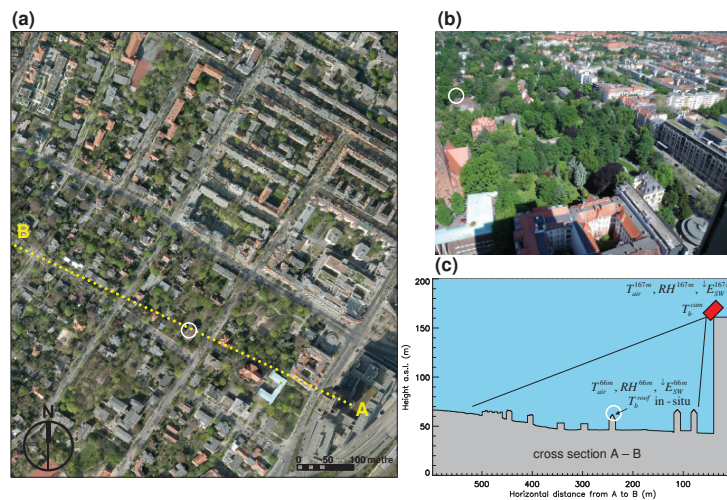 (a)
B
A
N
0 50 100
metre
(b)
(c)
200
150
100
50
0
Height a.s.l. (m)
T_air^167m , RH^167m , ↓E_SW^167m
T_b^cam
T_air^66m , RH^66m , ↓E_SW^66m
T_b^roof in-situ
cross section A – B
500 400 300 200 100 0
Horizontal distance from A to B (m)